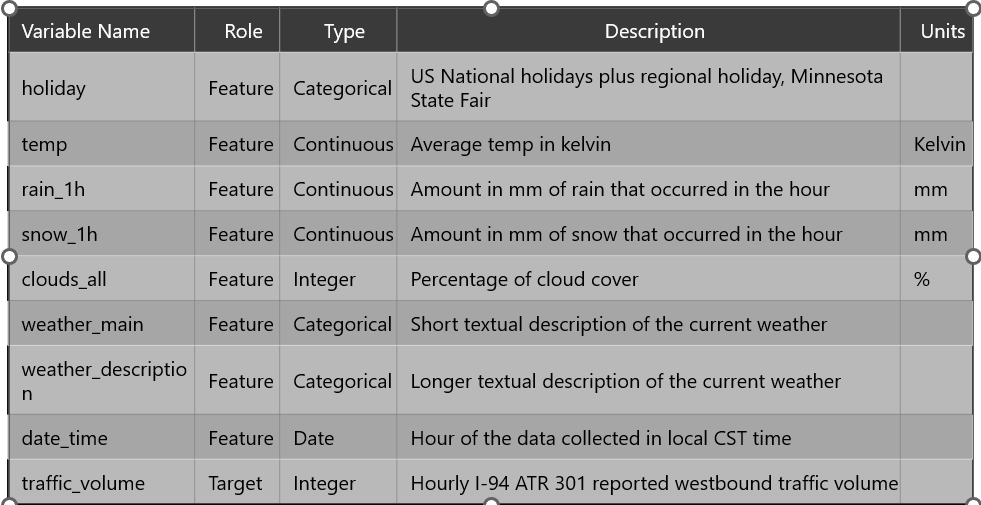 Variable Name Role Type Description Units
holiday Feature Categorical US National holidays plus regional holiday, Minnesota
State Fair
temp Feature Continuous Average temp in kelvin Kelvin
rain_1h Feature Continuous Amount in mm of rain that occurred in the hour mm
snow_1h Feature Continuous Amount in mm of snow that occurred in the hour mm
clouds_all Feature Integer Percentage of cloud cover %
weather_main Feature Categorical Short textual description of the current weather
weather_descriptio
n Feature Categorical Longer textual description of the current weather
date_time Feature Date Hour of the data collected in local CST time
traffic_volume Target Integer Hourly I-94 ATR 301 reported westbound traffic volume